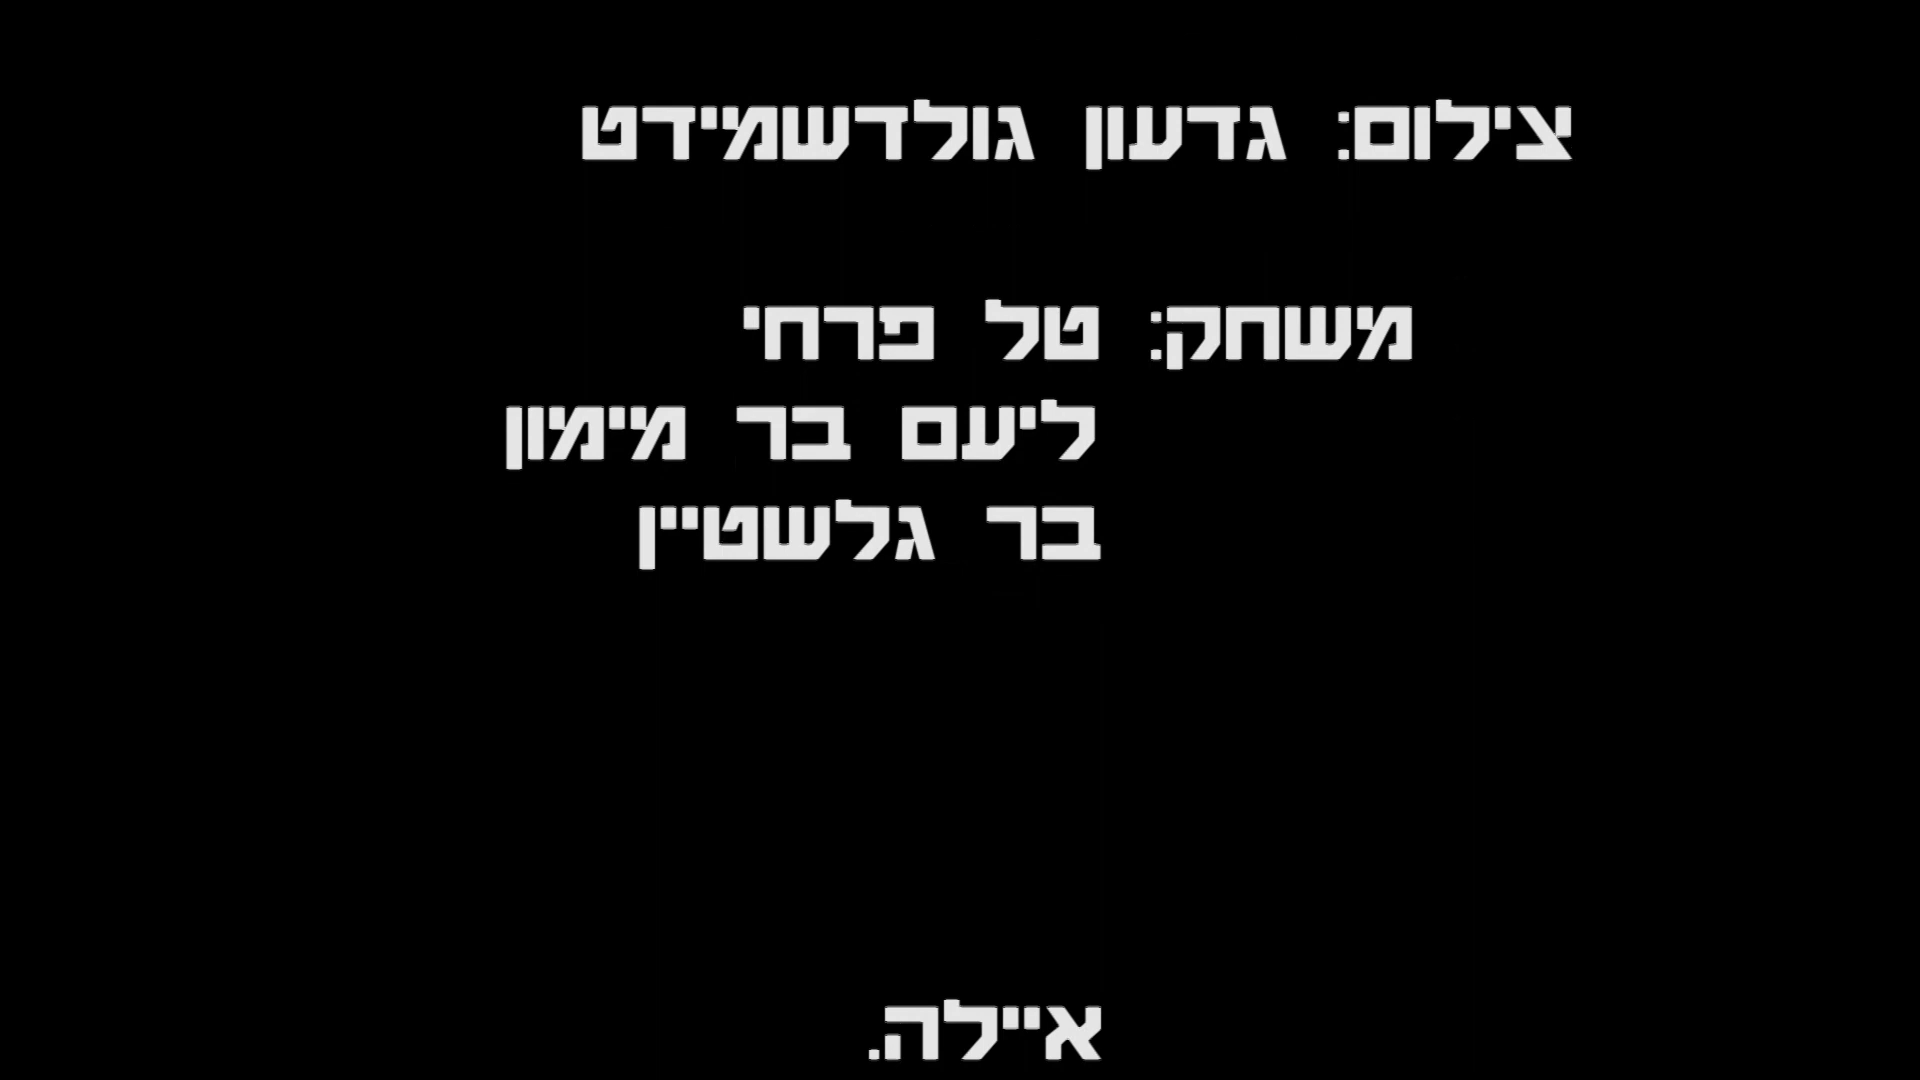 צילום: גדעון גולדשמידט
משחק: טל פרחי
ליעם בר מימון
בר גלשטיין
איילה.